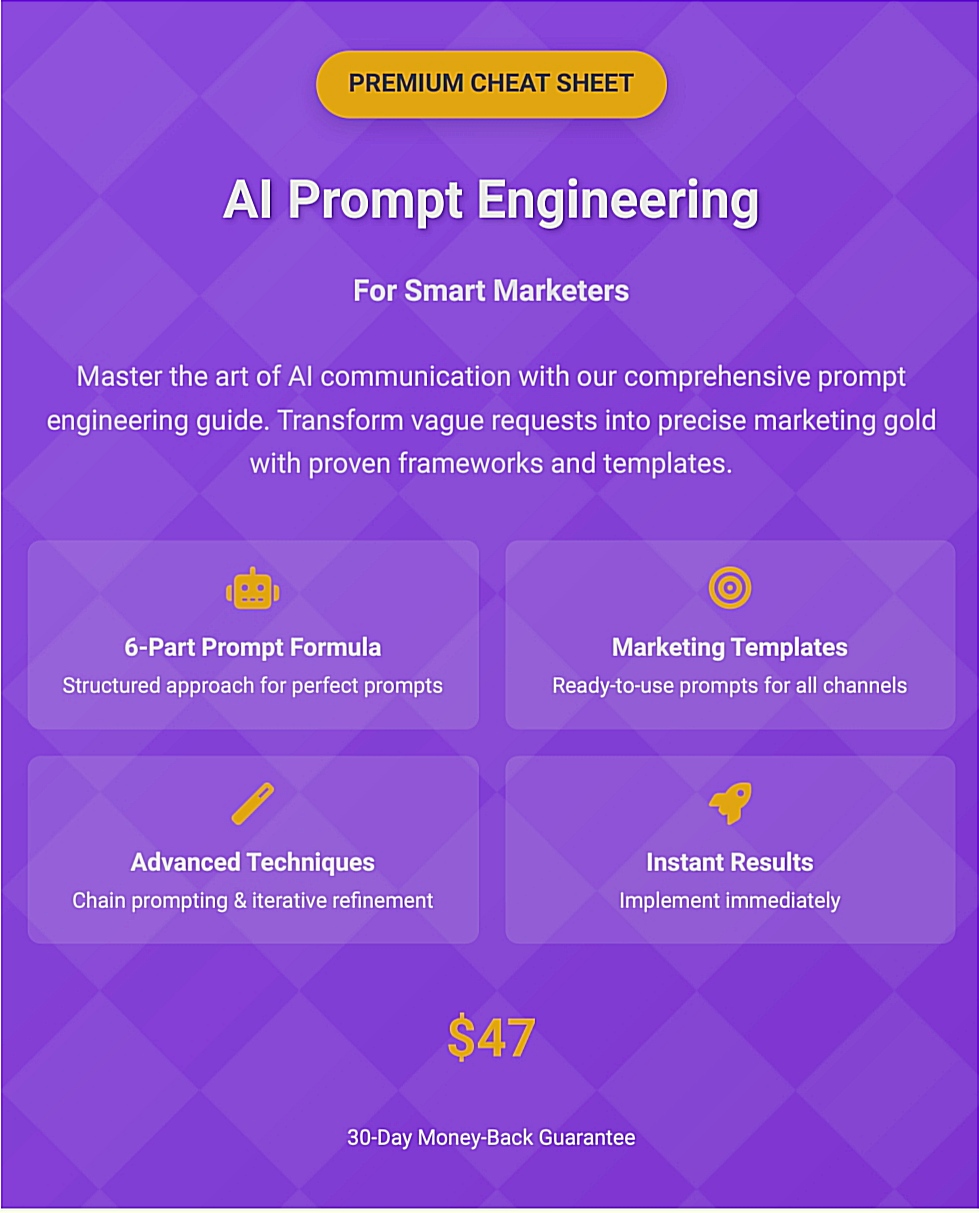 PREMIUM CHEAT SHEET
AI Prompt Engineering
For Smart Marketers
Master the art of AI communication with our comprehensive prompt
engineering guide. Transform vague requests into precise marketing gold
with proven frameworks and templates.
6-Part Prompt Formula
Structured approach for perfect prompts
Marketing Templates
Ready-to-use prompts for all channels
Advanced Techniques
Chain prompting & iterative refinement
Instant Results
Implement immediately
$47
30-Day Money-Back Guarantee